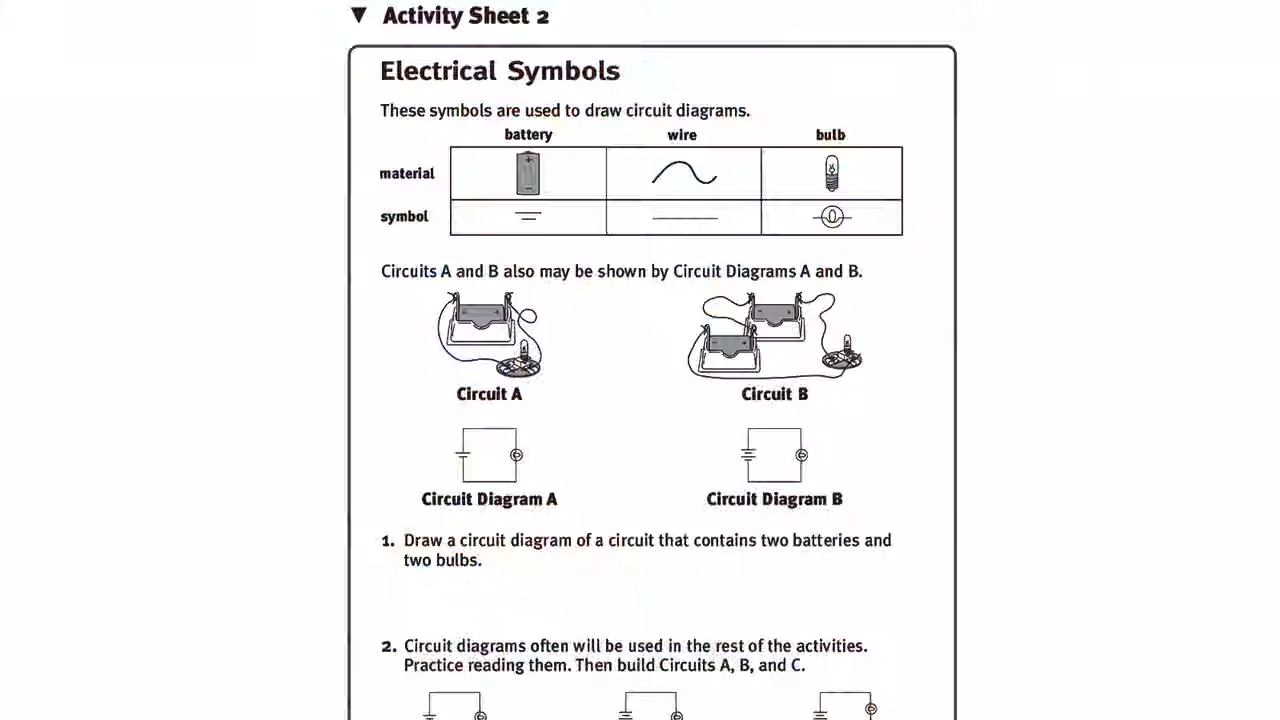 ▼ Activity Sheet 2
Electrical Symbols
These symbols are used to draw circuit diagrams.
battery wire bulb
material
symbol
Circuits A and B also may be shown by Circuit Diagrams A and B.
Circuit A Circuit B
Circuit Diagram A Circuit Diagram B
1. Draw a circuit diagram of a circuit that contains two batteries and
two bulbs.
2. Circuit diagrams often will be used in the rest of the activities.
Practice reading them. Then build Circuits A, B, and C.